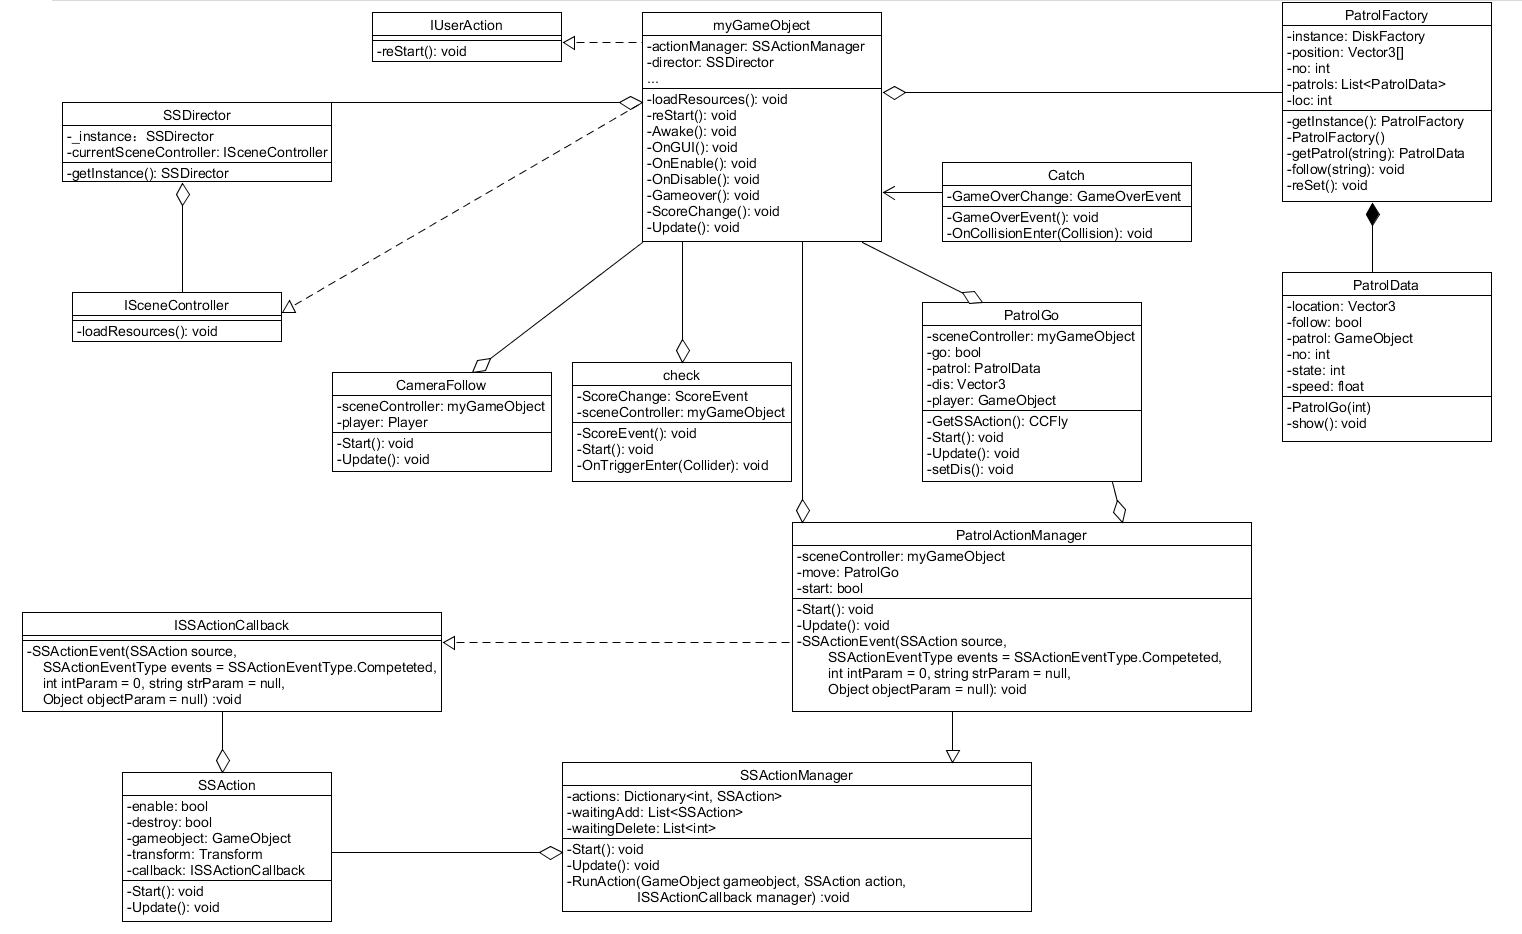 IUserAction
-reStart(): void
myGameObject
-actionManager: SSActionManager
-director: SSDirector
...
-loadResources(): void
-reStart(): void
-Awake(): void
-OnGUI(): void
-OnEnable(): void
-OnDisable(): void
-Gameover(): void
-ScoreChange(): void
-Update(): void
PatrolFactory
-instance: DiskFactory
-position: Vector3[]
-no: int
-patrols: List<PatrolData>
-loc: int
-getInstance(): PatrolFactory
-PatrolFactory()
-getPatrol(string): PatrolData
-follow(string): void
-reSet(): void
SSDirector
-_instance：SSDirector
-currentSceneController: ISceneController
-getInstance(): SSDirector
Catch
-GameOverChange: GameOverEvent
-GameOverEvent(): void
-OnCollisionEnter(Collision): void
ISceneController
-loadResources(): void
PatrolData
-location: Vector3
-follow: bool
-patrol: GameObject
-no: int
-state: int
-speed: float
-PatrolGo(int)
-show(): void
CameraFollow
-sceneController: myGameObject
-player: Player
-Start(): void
-Update(): void
check
-ScoreChange: ScoreEvent
-sceneController: myGameObject
-ScoreEvent(): void
-Start(): void
-OnTriggerEnter(Collider): void
PatrolGo
-sceneController: myGameObject
-go: bool
-patrol: PatrolData
-dis: Vector3
-player: GameObject
-GetSSAction(): CCFly
-Start(): void
-Update(): void
-setDis(): void
PatrolActionManager
-sceneController: myGameObject
-move: PatrolGo
-start: bool
-Start(): void
-Update(): void
-SSActionEvent(SSAction source,
SSActionEventType events = SSActionEventType.Competeted,
int intParam = 0, string strParam = null,
Object objectParam = null): void
ISSActionCallback
-SSActionEvent(SSAction source,
SSActionEventType events = SSActionEventType.Competeted,
int intParam = 0, string strParam = null,
Object objectParam = null) :void
SSAction
-enable: bool
-destroy: bool
-gameobject: GameObject
-transform: Transform
-callback: ISSActionCallback
-Start(): void
-Update(): void
SSActionManager
-actions: Dictionary<int, SSAction>
-waitingAdd: List<SSAction>
-waitingDelete: List<int>
-Start(): void
-Update(): void
-RunAction(GameObject gameobject, SSAction action,
ISSActionCallback manager) :void